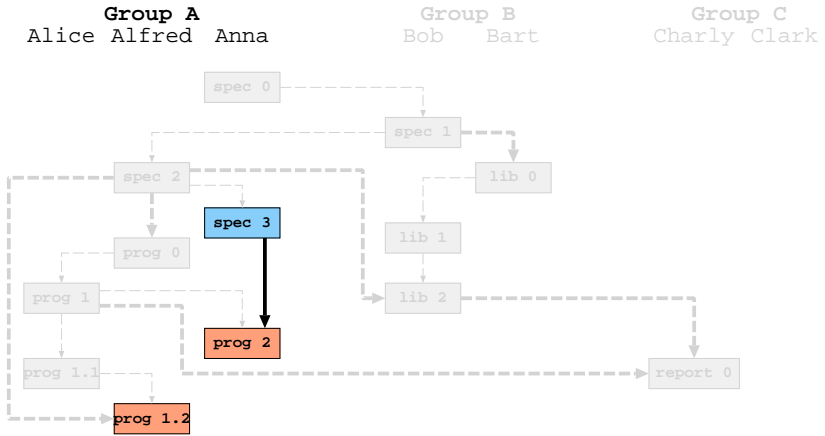 Group A Group B Group C
Alice Alfred Anna Bob Bart Charly Clark
spec 0
spec 1
spec 2 lib 0
spec 3
lib 1
prog 0
prog 1 lib 2
prog 2
prog 1.1 report 0
prog 1.2